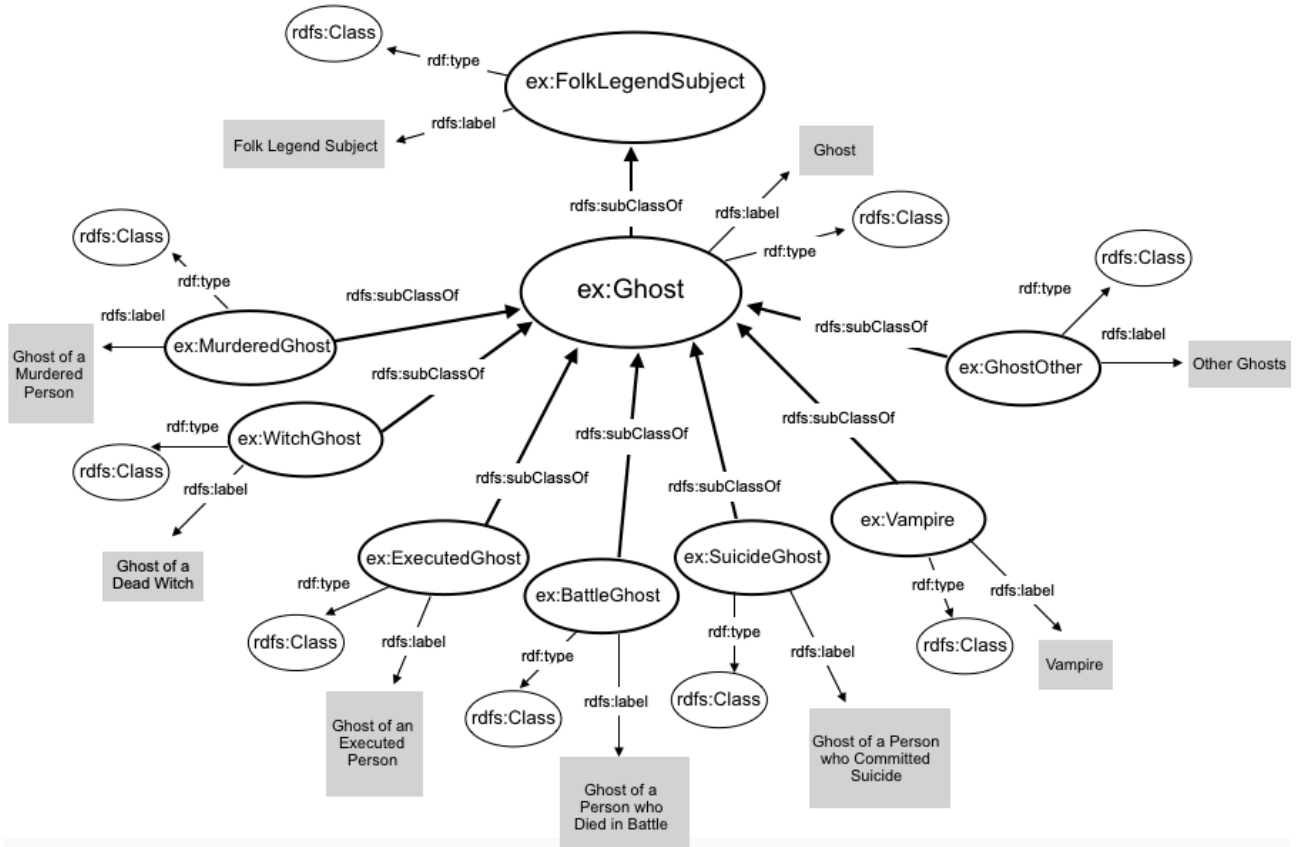 rdfs:Class
rdf:type
ex:FolkLegendSubject
rdfs:label
Folk Legend Subject
Ghost
rdfs:subClassOf
rdfs:label
rdfs:Class
rdf:type
rdfs:Class
rdfs:Class
rdf:type
rdf:type
ex:Ghost
rdfs:subClassOf
rdfs:label
rdfs:subClassOf
rdfs:label
ex:MurderedGhost
Ghost of a
Murdered
Person
rdfs:subClassOf
ex:GhostOther
Other Ghosts
rdfs:subClassOf
rdf:type
ex:WitchGhost
rdfs:subClassOf
rdfs:Class
rdfs:label
rdfs:subClassOf
rdfs:subClassOf
ex:Vampire
Ghost of a
Dead Witch
ex:ExecutedGhost
ex:SuicideGhost
rdf:type
ex:BattleGhost
rdf:type
rdfs:label
rdfs:Class
rdfs:label
rdf:type
rdf:type
rdfs:label
rdfs:Class
Vampire
rdfs:Class
rdfs:label
rdfs:Class
Ghost of an
Executed
Person
Ghost of a Person
who Committed
Suicide
Ghost of a
Person who
Died in Battle